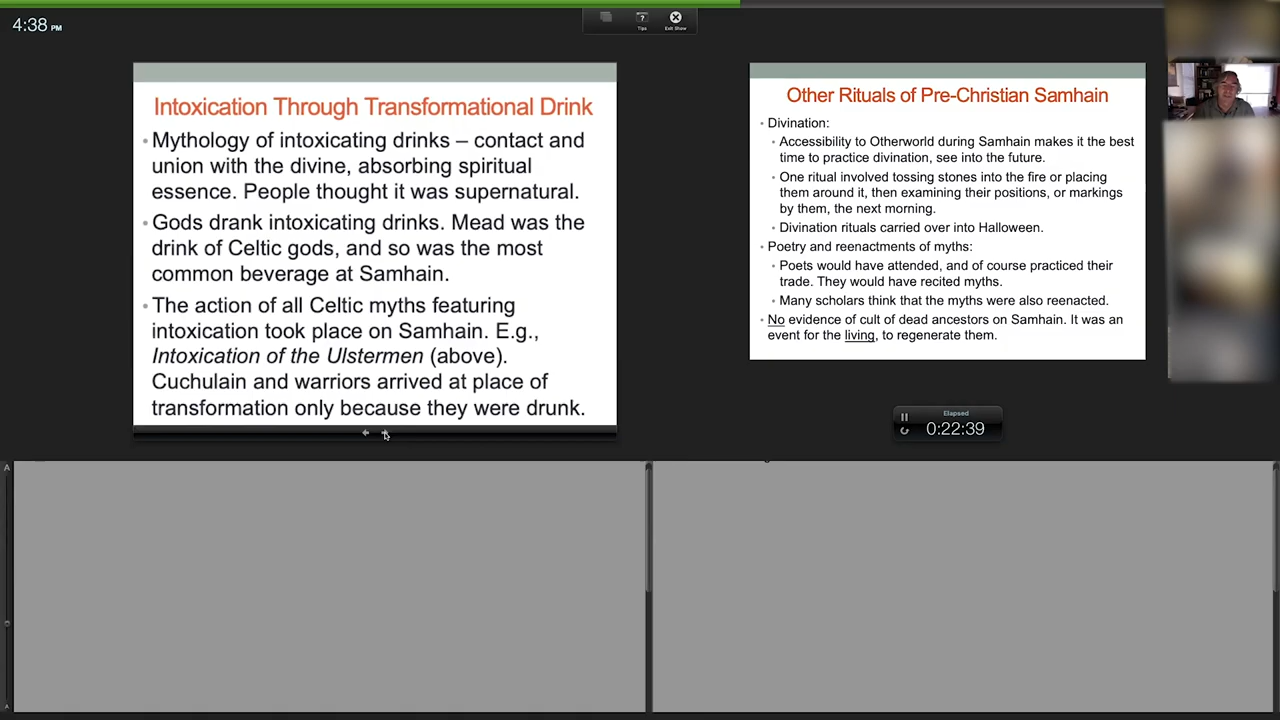 4:38 PM
Tips
Exit Show
Intoxication Through Transformational Drink
• Mythology of intoxicating drinks – contact and
union with the divine, absorbing spiritual
essence. People thought it was supernatural.
• Gods drank intoxicating drinks. Mead was the
drink of Celtic gods, and so was the most
common beverage at Samhain.
• The action of all Celtic myths featuring
intoxication took place on Samhain. E.g.,
Intoxication of the Ulstermen (above).
Cuchulain and warriors arrived at place of
transformation only because they were drunk.
Other Rituals of Pre-Christian Samhain
• Divination:
• Accessibility to Otherworld during Samhain makes it the best
time to practice divination, see into the future.
• One ritual involved tossing stones into the fire or placing
them around it, then examining their positions, or markings
by them, the next morning.
• Divination rituals carried over into Halloween.
• Poetry and reenactments of myths:
• Poets would have attended, and of course practiced their
trade. They would have recited myths.
• Many scholars think that the myths were also reenacted.
• No evidence of cult of dead ancestors on Samhain. It was an
event for the living, to regenerate them.
Elapsed
0:22:39
A
A